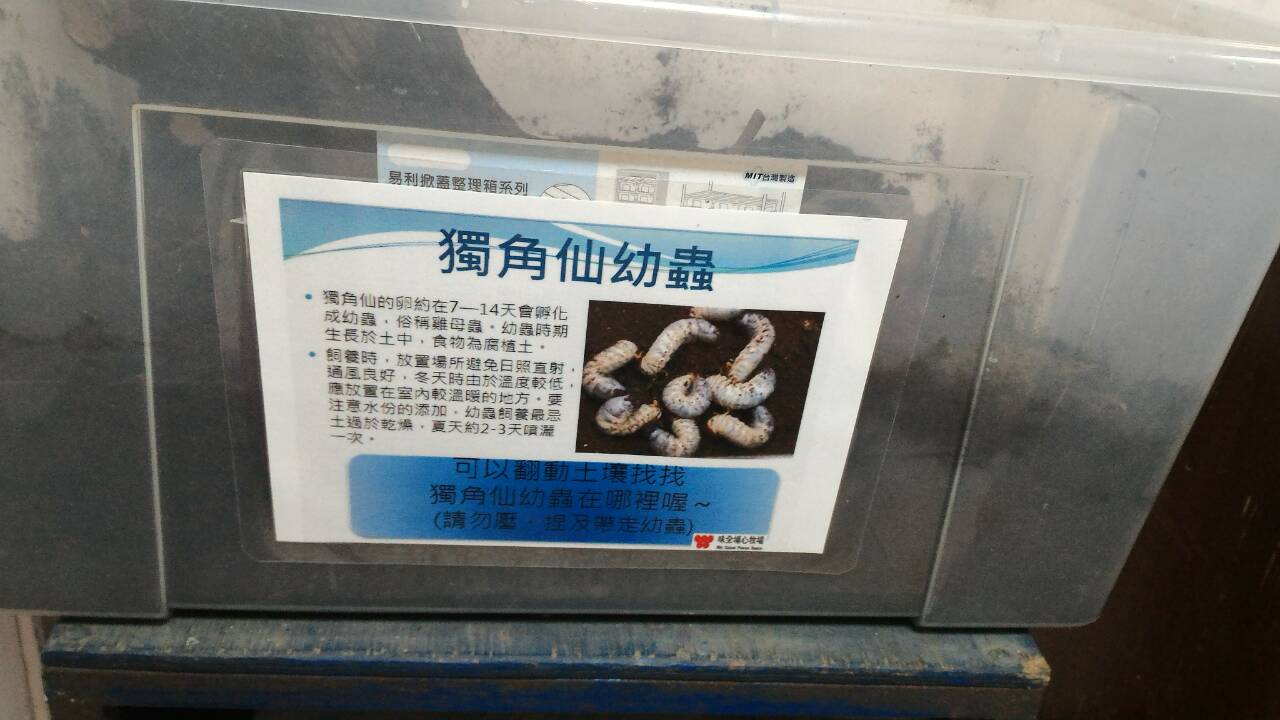 易利掀蓋整理箱系列
MIT台灣製造
獨角仙幼蟲
• 獨角仙的卵約在7—14天會孵化
成幼蟲，俗稱雞母蟲。幼蟲時期
生長於土中，食物為腐植土。
• 飼養時，放置場所避免日照直射，
通風良好，冬天時由於溫度較低，
應放置在室內較溫暖的地方。要
注意水份的添加，幼蟲飼養最忌
土過於乾燥，夏天約2-3天噴灑
一次。
可以翻動土壤找找
獨角仙幼蟲在哪裡喔~
(請勿壓、捏及帶走幼蟲)
味全埔心牧場